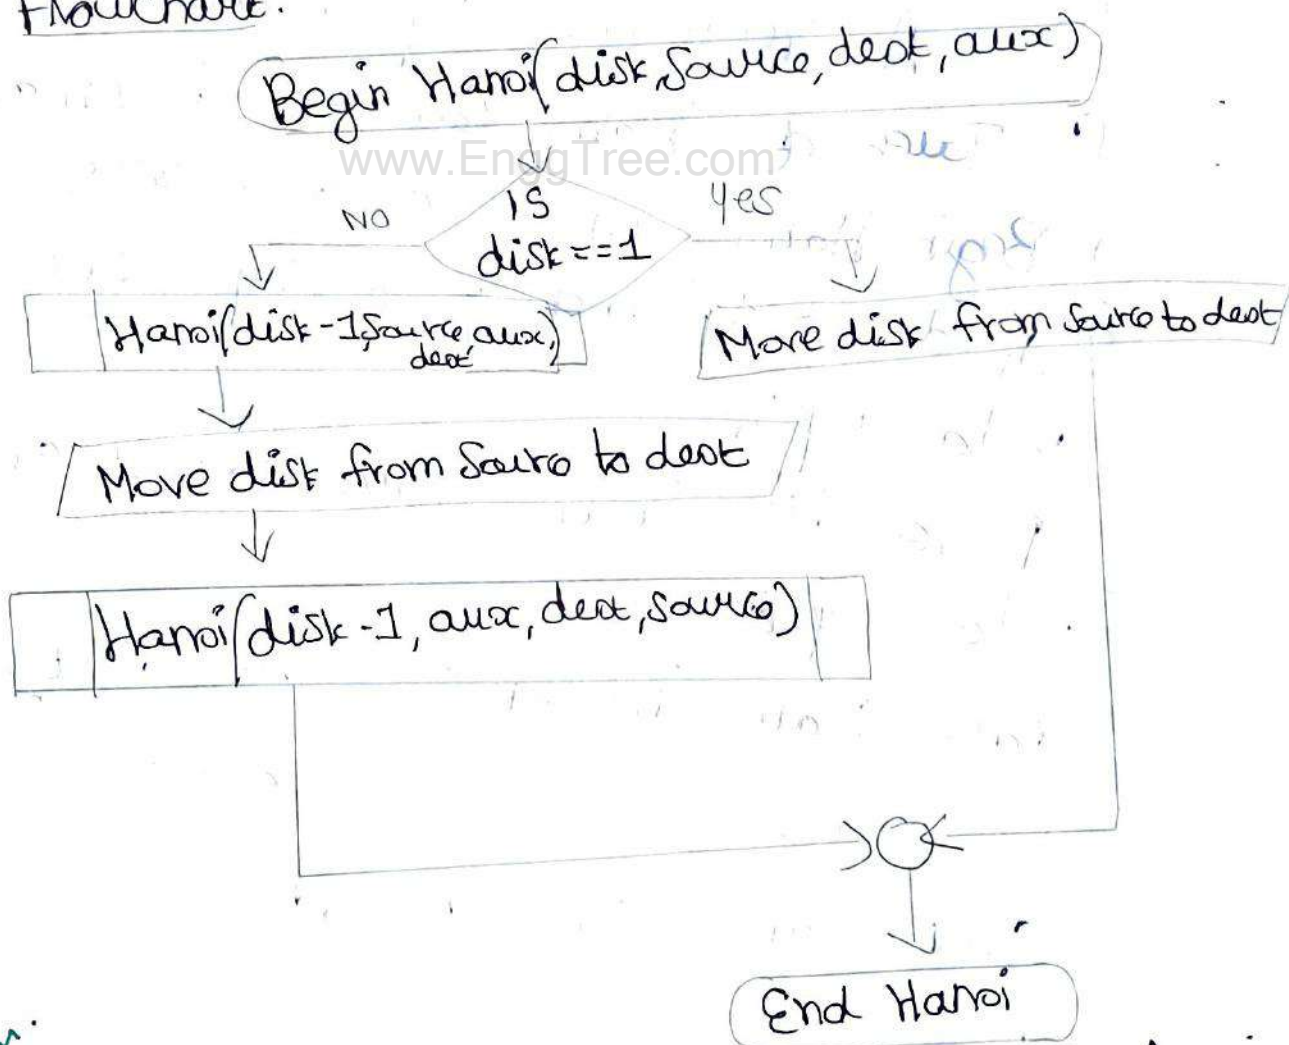 Flowchart:
Begin Hanoi(disk, Source, dest, aux)
www.EnggTree.com
IS
disk==1
NO
Yes
Hanoi(disk-1, Source, aux,
dest)
Move disk from Source to dest
Move disk from Source to dest
Hanoi(disk-1, aux, dest, source)
End Hanoi